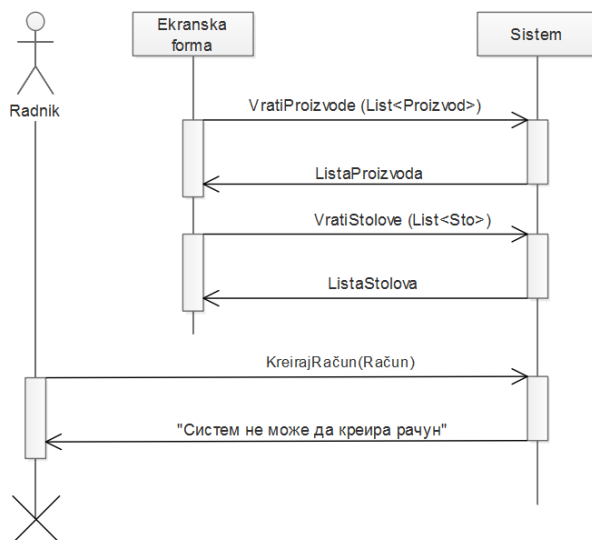 Ekranska
forma
Sistem
Radnik
VratiProizvode (List<Proizvod>)
ListaProizvoda
VratiStolove (List<Sto>)
ListaStolova
KreirajRačun(Račun)
"Систем не може да креира рачун"